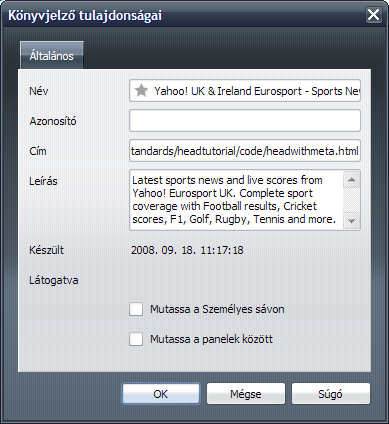 Könyvjelző tulajdonságai
Általános
Név
Yahoo! UK & Ireland Eurosport - Sports Nev
Azonosító
Cím
tandards/headtutorial/code/headwithmeta.html
Leírás
Latest sports news and live scores from
Yahoo! Eurosport UK. Complete sport
coverage with Football results, Cricket
scores, F1, Golf, Rugby, Tennis and more.
Készült
2008. 09. 18. 11:17:18
Látogatva
Mutassa a Személyes sávon
Mutassa a panelek között
OK
Mégse
Súgó